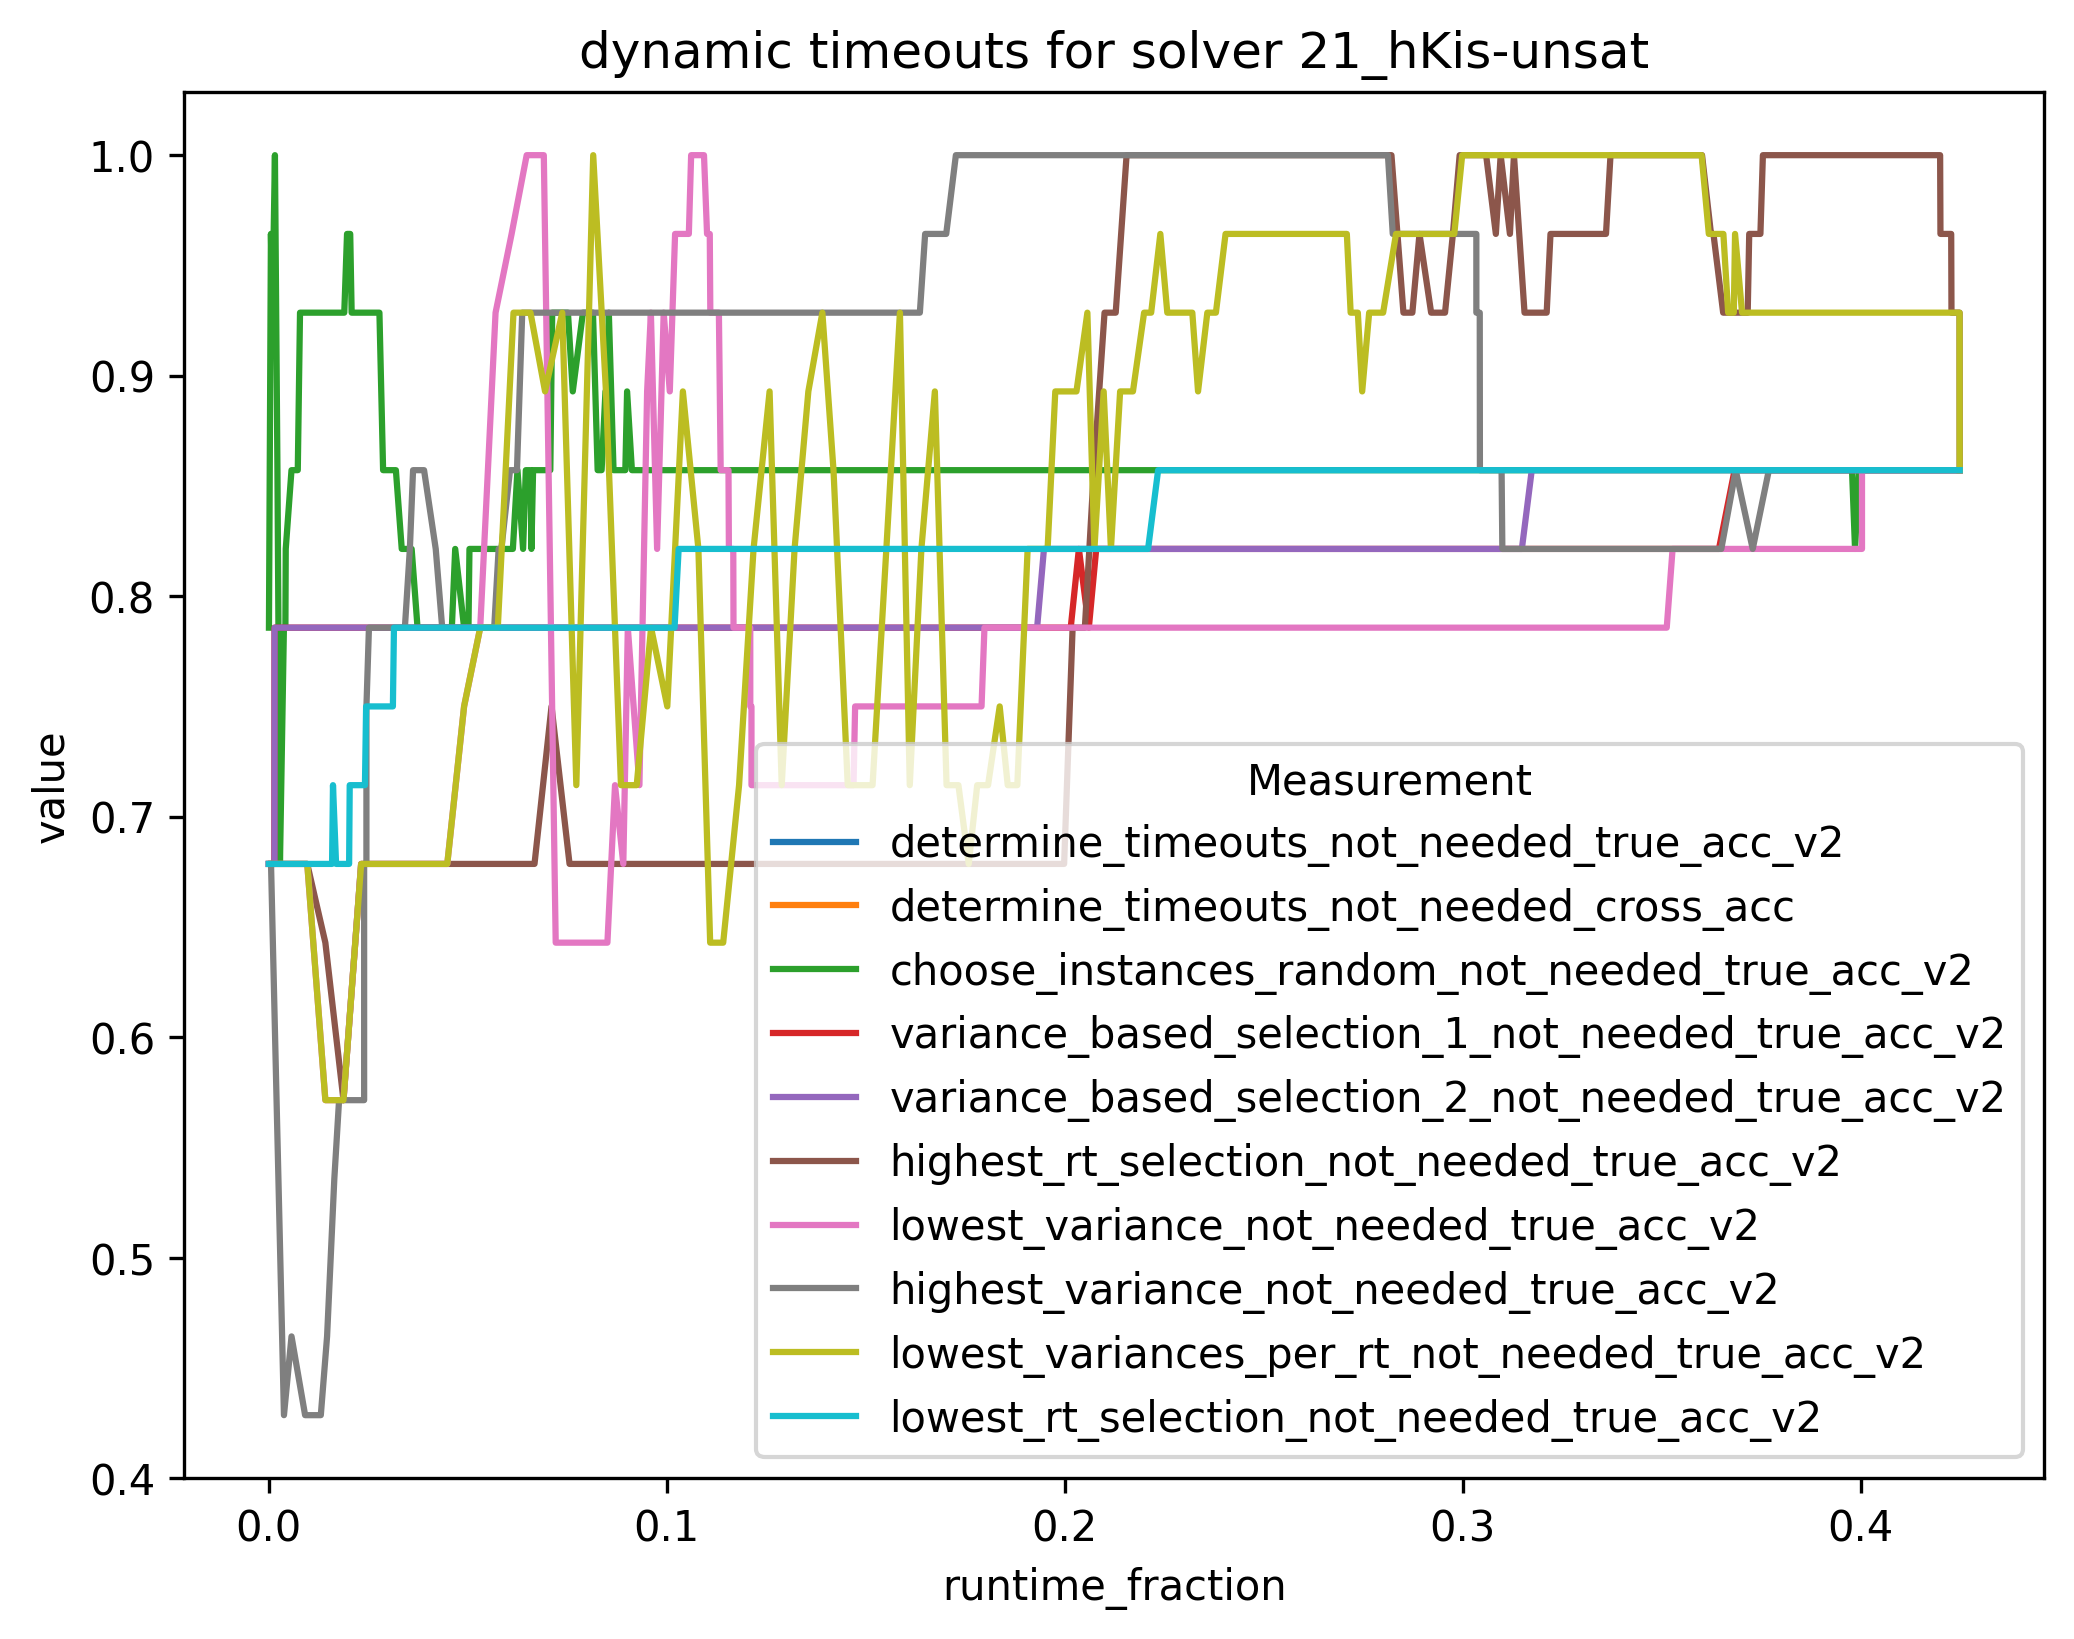 dynamic timeouts for solver 21_hKis-unsat
1.0
0.9
0.8
0.7
0.6
0.5
0.4
value
Measurement
determine_timeouts_not_needed_true_acc_v2
determine_timeouts_not_needed_cross_acc
choose_instances_random_not_needed_true_acc_v2
variance_based_selection_1_not_needed_true_acc_v2
variance_based_selection_2_not_needed_true_acc_v2
highest_rt_selection_not_needed_true_acc_v2
lowest_variance_not_needed_true_acc_v2
highest_variance_not_needed_true_acc_v2
lowest_variances_per_rt_not_needed_true_acc_v2
lowest_rt_selection_not_needed_true_acc_v2
0.0 0.1 0.2 0.3 0.4
runtime_fraction